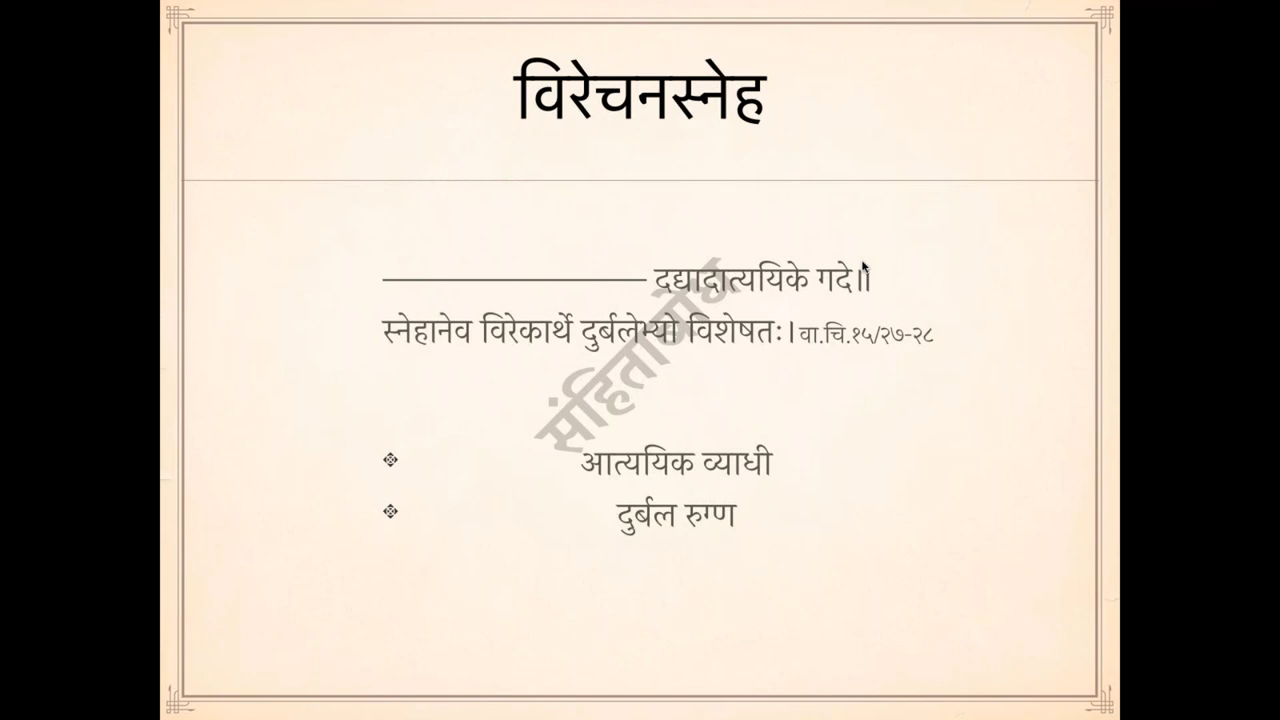 विरेचनस्नेह
———————— दद्यादात्ययिके गदे॥
स्नेहानेव विरेकार्थे दुर्बलेभ्यो विशेषतः। वा.चि.१५/२७-२८
संहिताबोध
आत्ययिक व्याधी
दुर्बल रुग्ण